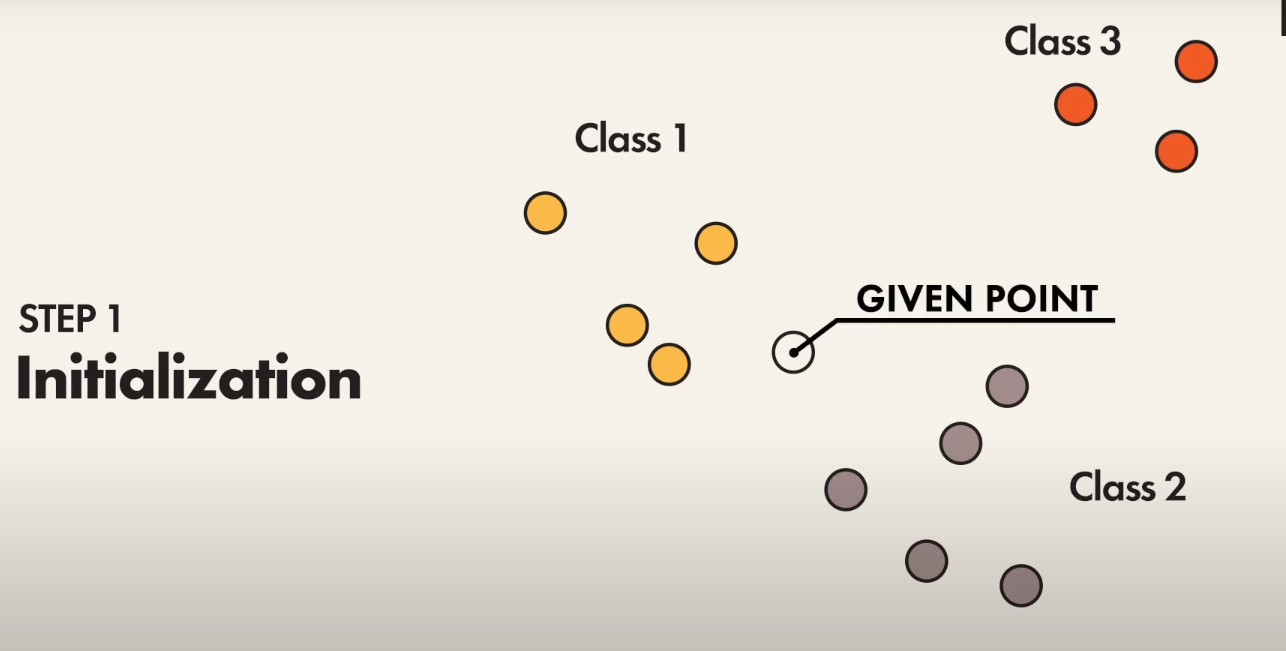 Class 3
Class 1
GIVEN POINT
STEP 1
Initialization
Class 2